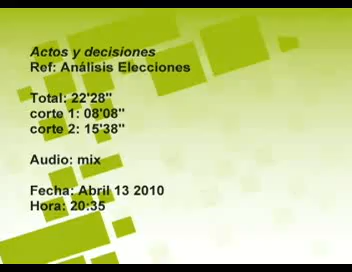 Actos y decisiones
Ref: Análisis Elecciones
Total: 22'28"
corte 1: 08'08"
corte 2: 15'38"
Audio: mix
Fecha: Abril 13 2010
Hora: 20:35